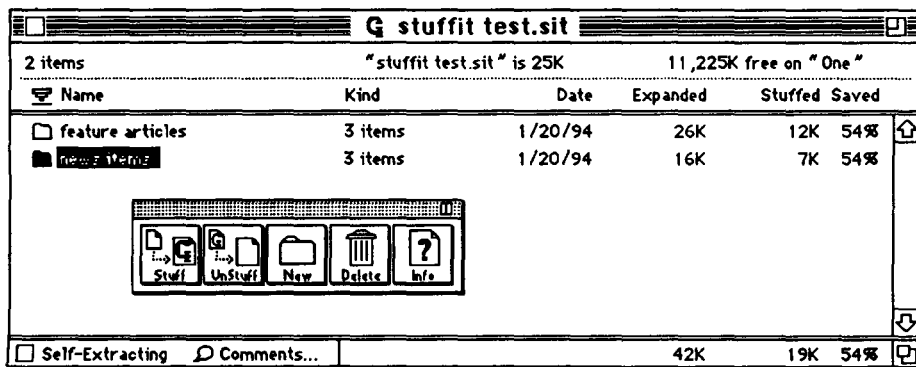 stuffit test.sit
2 items "stuffit test.sit" is 25K 11,225K free on "One"
Name Kind Date Expanded Stuffed Saved
feature articles 3 items 1/20/94 26K 12K 54%
news items 3 items 1/20/94 16K 7K 54%
Stuff UnStuff New Delete Info
Self-Extracting Comments... 42K 19K 54%